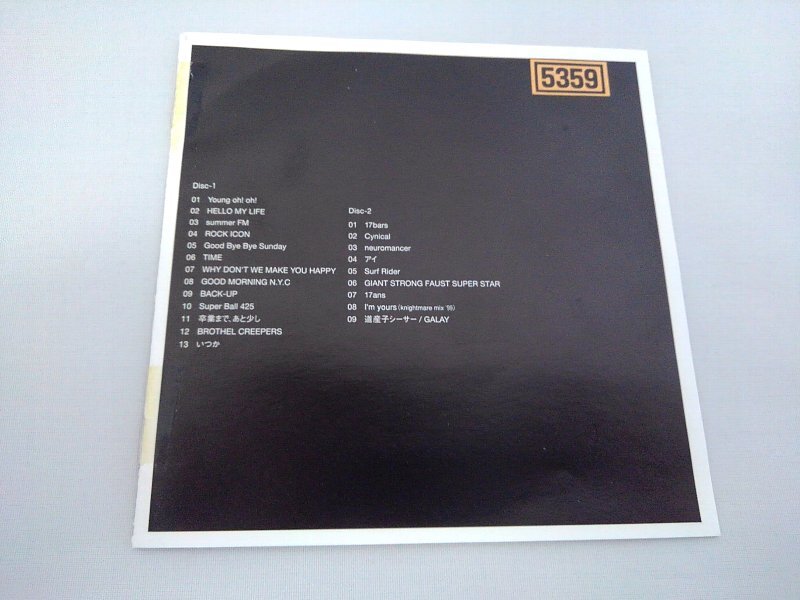 5359
Disc-1
01 Young oh! oh!
02 HELLO MY LIFE
03 summer FM
04 ROCK ICON
05 Good Bye Bye Sunday
06 TIME
07 WHY DON'T WE MAKE YOU HAPPY
08 GOOD MORNING N.Y.C
09 BACK-UP
10 Super Ball 425
11 卒業まで、あと少し
12 BROTHEL CREEPERS
13 いつか
Disc-2
01 17bars
02 Cynical
03 neuromancer
04 アイ
05 Surf Rider
06 GIANT STRONG FAUST SUPER STAR
07 17ans
08 I'm yours (knightmare mix '99)
09 道産子シーサー / GALAY